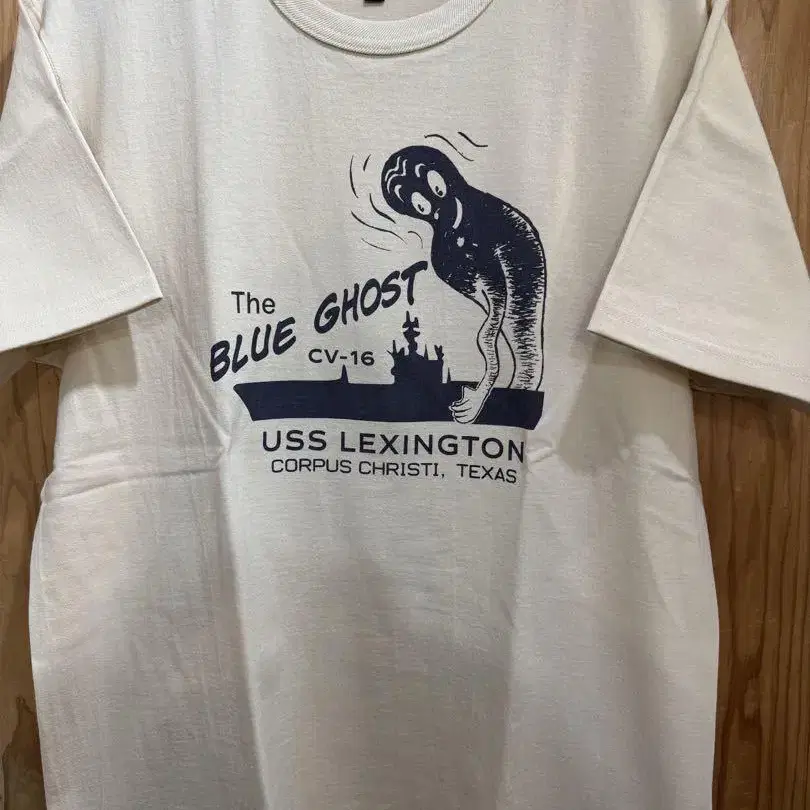 The
BLUE GHOST
CV-16
USS LEXINGTON
CORPUS CHRISTI, TEXAS